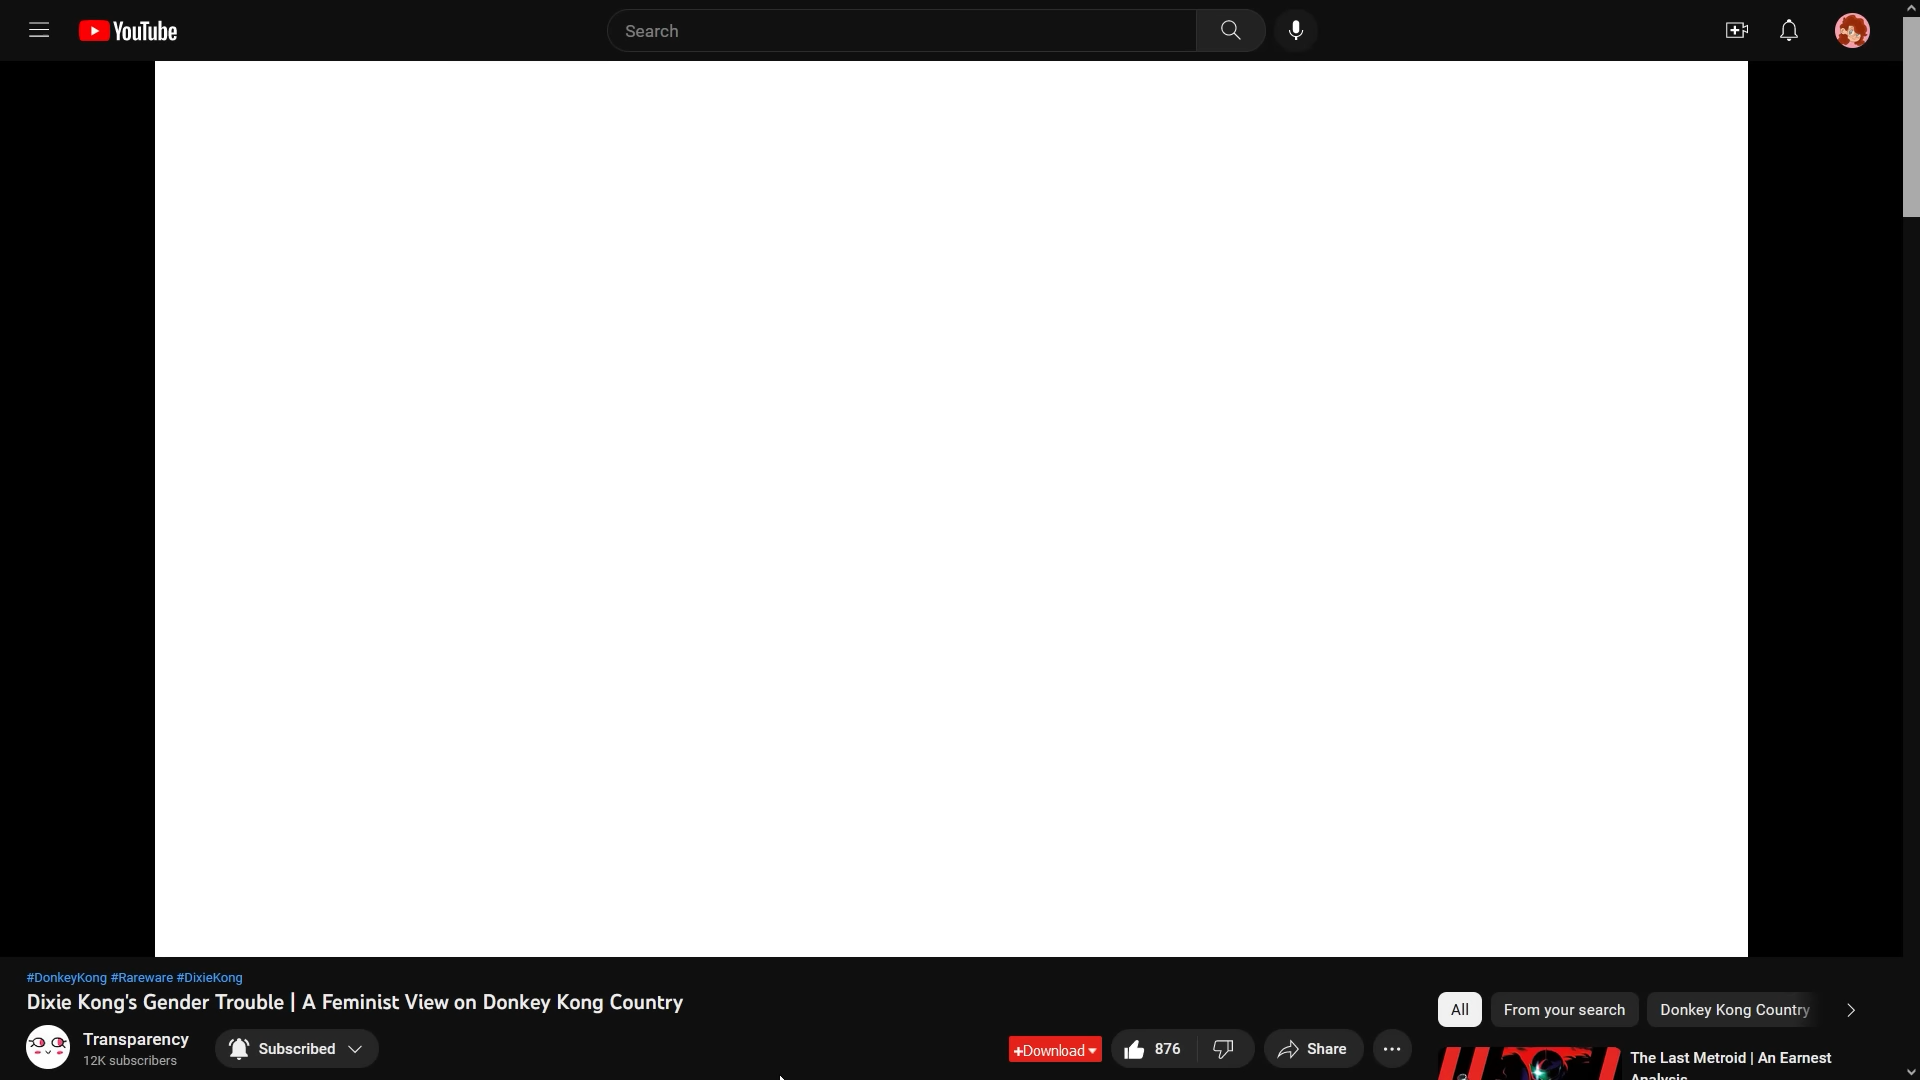 YouTube
Search
#DonkeyKong #Rareware #DixieKong
Dixie Kong's Gender Trouble | A Feminist View on Donkey Kong Country
Transparency
12K subscribers
Subscribed
+Download
876
Share
All
From your search
Donkey Kong Country
The Last Metroid | An Earnest
Analysis